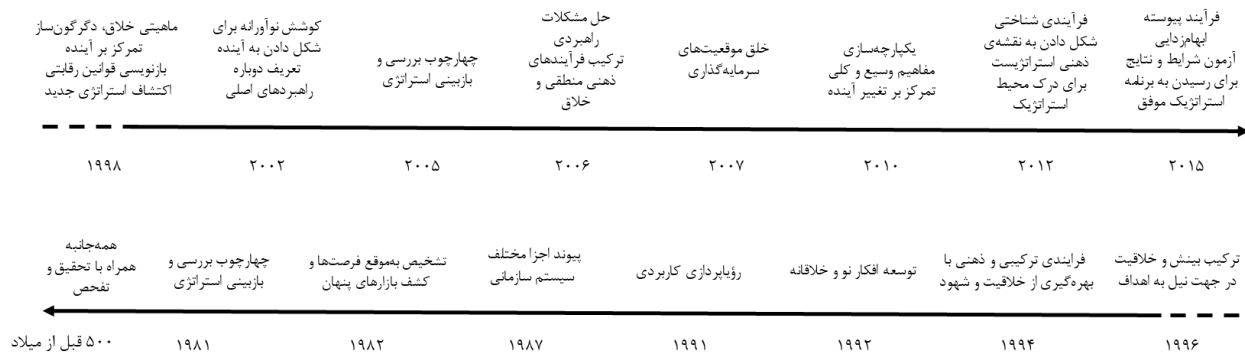 ماهیتی خلاق، دگرگون‌ساز
تمرکز بر آینده
بازنویسی قوانین رقابتی
اکتشاف استراتژی جدید
کوشش نوآورانه برای
شکل دادن به آینده
تعریف دوباره
راهبردهای اصلی
چهارچوب بررسی و
بازبینی استراتژی
حل مشکلات
راهبردی
ترکیب فرآیندهای
ذهنی منطقی و
خلاق
خلق موقعیت‌های
سرمایه‌گذاری
یکپارچه‌سازی
مفاهیم وسیع و کلی
تمرکز بر تغییر آینده
فرآیندی شناختی
شکل دادن به نقشه‌ی
ذهنی استراتژیست
برای درک محیط
استراتژیک
فرآیند پیوسته
ابهام‌زدایی
آزمون شرایط و نتایج
برای رسیدن به برنامه
استراتژیک موفق
۱۹۹۸
۲۰۰۲
۲۰۰۵
۲۰۰۶
۲۰۰۷
۲۰۱۰
۲۰۱۲
۲۰۱۵
همه‌جانبه
همراه با تحقیق و
تفحص
چهارچوب بررسی و
بازبینی استراتژی
تشخیص به‌موقع فرصت‌ها و
کشف بازارهای پنهان
پیوند اجزا مختلف
سیستم سازمانی
رؤیاپردازی کاربردی
توسعه افکار نو و خلاقانه
فرایندی ترکیبی و ذهنی با
بهره‌گیری از خلاقیت و شهود
ترکیب بینش و خلاقیت
در جهت نیل به اهداف
۵۰۰ قبل از میلاد
۱۹۸۱
۱۹۸۲
۱۹۸۷
۱۹۹۱
۱۹۹۲
۱۹۹۴
۱۹۹۶